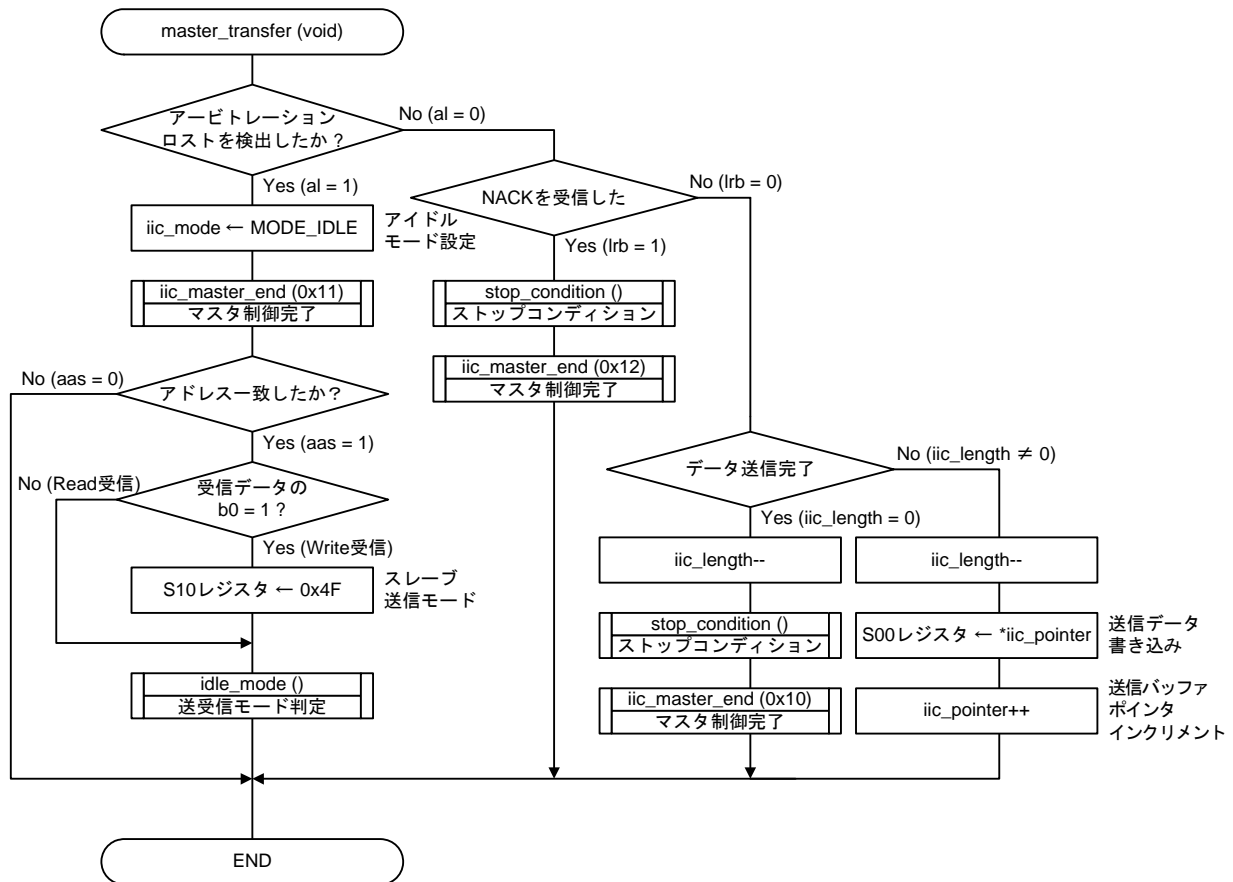 master_transfer (void)
アービトレーション
ロストを検出したか？
No (al = 0)
Yes (al = 1)
iic_mode ← MODE_IDLE
アイドル
モード設定
iic_master_end (0x11)
マスタ制御完了
No (aas = 0)
アドレス一致したか？
Yes (aas = 1)
No (Read受信)
受信データの
b0 = 1 ?
Yes (Write受信)
S10レジスタ ← 0x4F
スレーブ
送信モード
idle_mode ()
送受信モード判定
NACKを受信した
No (lrb = 0)
Yes (lrb = 1)
stop_condition ()
ストップコンディション
iic_master_end (0x12)
マスタ制御完了
データ送信完了
No (iic_length ≠ 0)
Yes (iic_length = 0)
iic_length--
stop_condition ()
ストップコンディション
iic_master_end (0x10)
マスタ制御完了
iic_length--
S00レジスタ ← *iic_pointer
送信データ
書き込み
iic_pointer++
送信バッファ
ポインタ
インクリメント
END